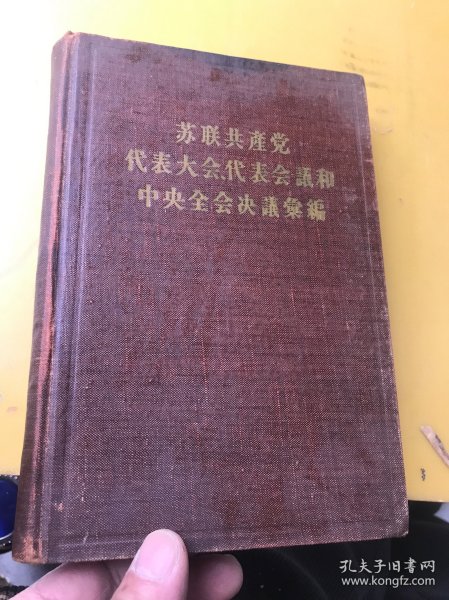 苏联共產党
代表大会、代表会議和
中央全会决議彙編
孔夫子旧书网
www.kongfz.com